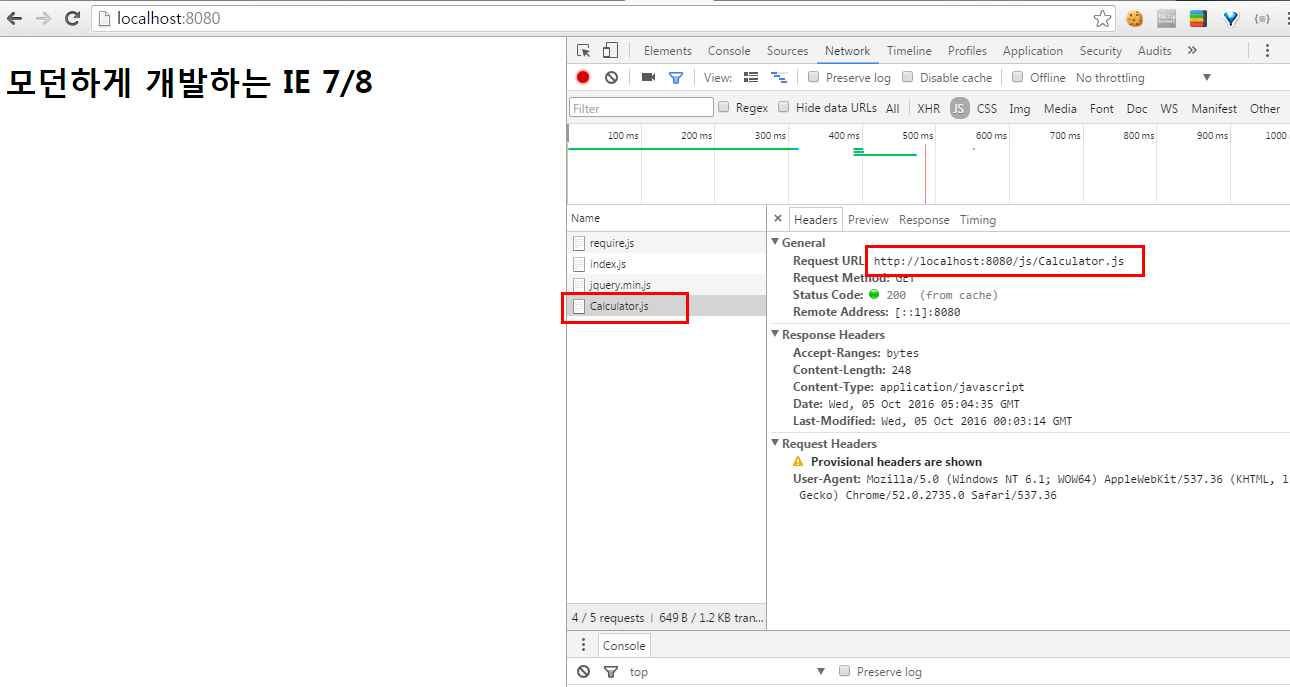 localhost:8080
모던하게 개발하는 IE 7/8
Elements Console Sources Network Timeline Profiles Application Security Audits »
View: Preserve log Disable cache Offline No throttling
Filter Regex Hide data URLs All XHR JS CSS Img Media Font Doc WS Manifest Other
100 ms 200 ms 300 ms 400 ms 500 ms 600 ms 700 ms 800 ms 900 ms 1000
Name
require.js
index.js
jquery.min.js
Calculator.js
4 / 5 requests | 649 B / 1.2 KB tran...
× Headers Preview Response Timing
General
Request URL http://localhost:8080/js/Calculator.js
Request Method: GET
Status Code: 200 (from cache)
Remote Address: [::1]:8080
Response Headers
Accept-Ranges: bytes
Content-Length: 248
Content-Type: application/javascript
Date: Wed, 05 Oct 2016 05:04:35 GMT
Last-Modified: Wed, 05 Oct 2016 00:03:14 GMT
Request Headers
Provisional headers are shown
User-Agent: Mozilla/5.0 (Windows NT 6.1; WOW64) AppleWebKit/537.36 (KHTML, l
Gecko) Chrome/52.0.2735.0 Safari/537.36
Console
top Preserve log